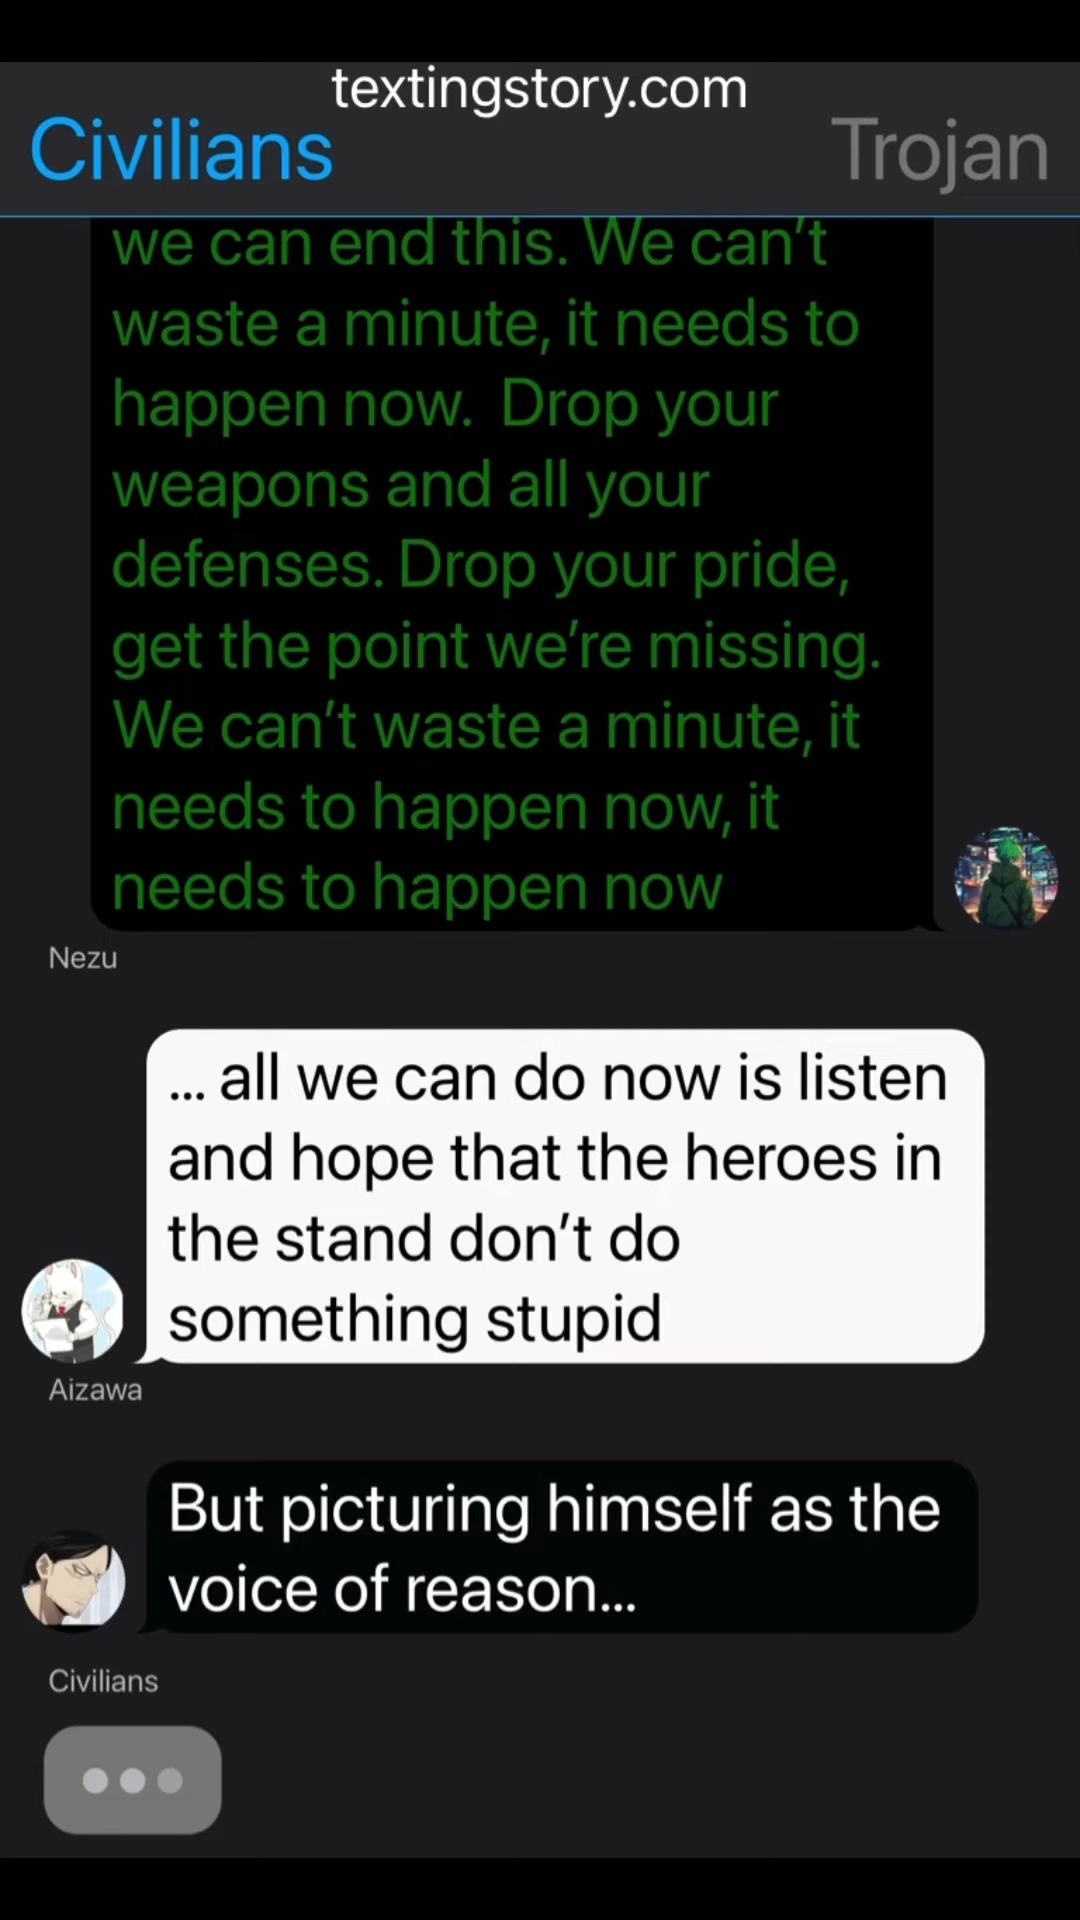 textingstory.com
Civilians
Trojan
we can end this. We can't
waste a minute, it needs to
happen now.  Drop your
weapons and all your
defenses. Drop your pride,
get the point we’re missing.
We can’t waste a minute, it
needs to happen now, it
needs to happen now
Nezu
... all we can do now is listen
and hope that the heroes in
the stand don’t do
something stupid
Aizawa
But picturing himself as the
voice of reason...
Civilians